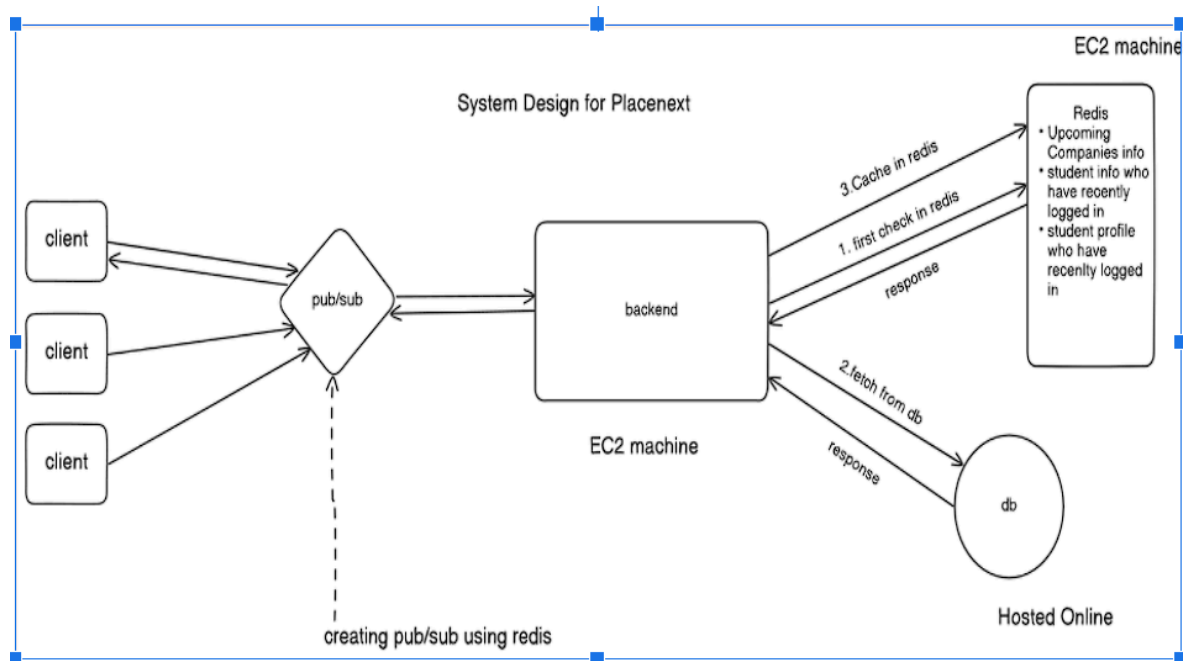 EC2 machine
System Design for Placenext
Redis
• Upcoming
Companies info
• student info who
have recently
logged in
• student profile
who have
recenlty logged
in
3.Cache in redis
1. first check in redis
response
client
client
client
pub/sub
backend
2.fetch from db
response
EC2 machine
db
Hosted Online
creating pub/sub using redis